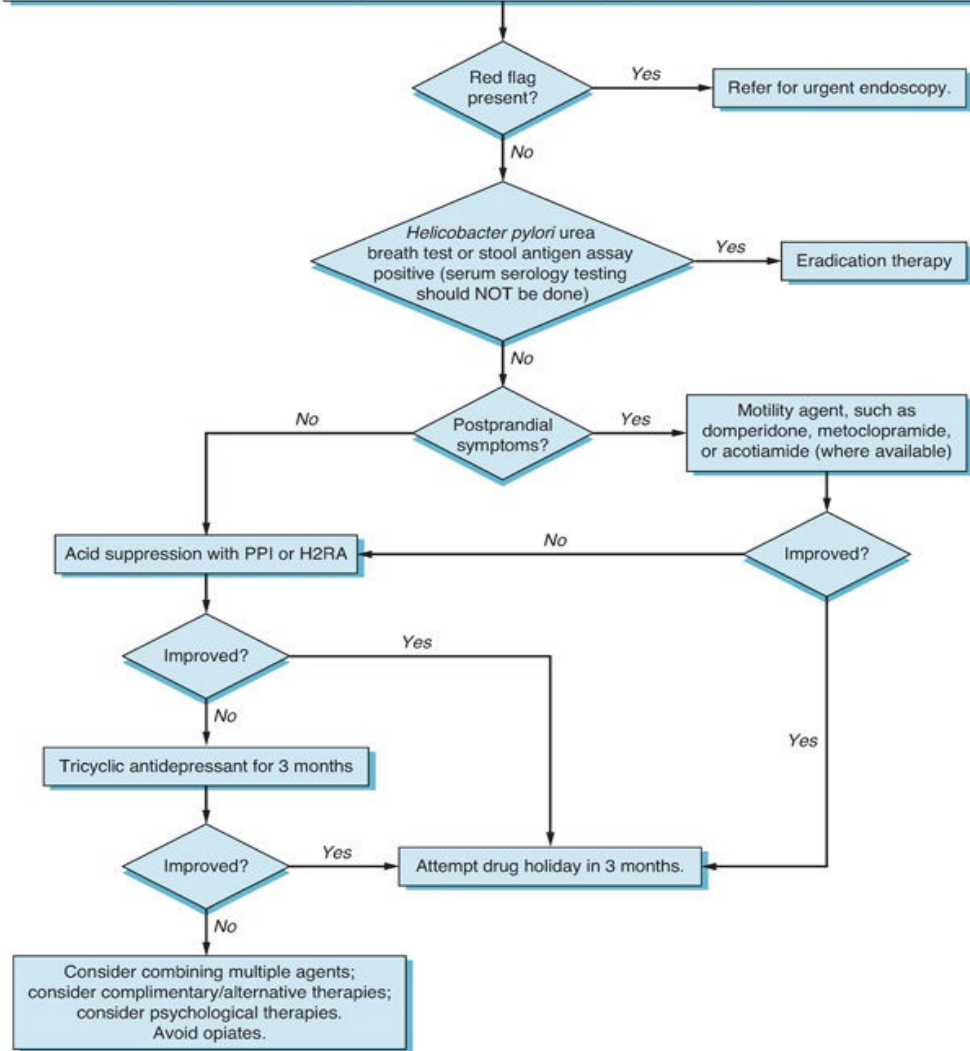 Red flag
present?
Yes
Refer for urgent endoscopy.
No
Helicobacter pylori urea
breath test or stool antigen assay
positive (serum serology testing
should NOT be done)
Yes
Eradication therapy
No
Postprandial
symptoms?
No
Yes
Motility agent, such as
domperidone, metoclopramide,
or acotiamide (where available)
Acid suppression with PPI or H2RA
No
Improved?
Improved?
Yes
No
Yes
Tricyclic antidepressant for 3 months
Improved?
Yes
Attempt drug holiday in 3 months.
No
Consider combining multiple agents;
consider complimentary/alternative therapies;
consider psychological therapies.
Avoid opiates.